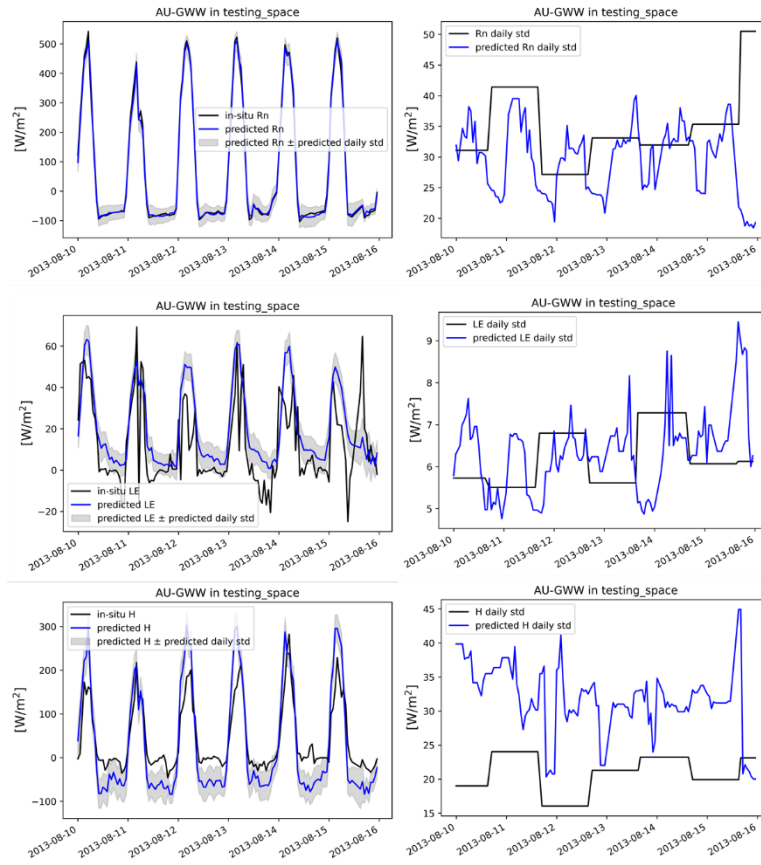 AU-GWW in testing_space
[W/m²]
500
400
300
200
100
0
−100
in-situ Rn
predicted Rn
predicted Rn ± predicted daily std
2013-08-10
2013-08-11
2013-08-12
2013-08-13
2013-08-14
2013-08-15
2013-08-16
AU-GWW in testing_space
[W/m²]
50
45
40
35
30
25
20
Rn daily std
predicted Rn daily std
2013-08-10
2013-08-11
2013-08-12
2013-08-13
2013-08-14
2013-08-15
2013-08-16
AU-GWW in testing_space
[W/m²]
60
40
20
0
−20
in-situ LE
predicted LE
predicted LE ± predicted daily std
2013-08-10
2013-08-11
2013-08-12
2013-08-13
2013-08-14
2013-08-15
2013-08-16
AU-GWW in testing_space
[W/m²]
9
8
7
6
5
LE daily std
predicted LE daily std
2013-08-10
2013-08-11
2013-08-12
2013-08-13
2013-08-14
2013-08-15
2013-08-16
AU-GWW in testing_space
[W/m²]
300
200
100
0
−100
in-situ H
predicted H
predicted H ± predicted daily std
2013-08-10
2013-08-11
2013-08-12
2013-08-13
2013-08-14
2013-08-15
2013-08-16
AU-GWW in testing_space
[W/m²]
45
40
35
30
25
20
15
H daily std
predicted H daily std
2013-08-10
2013-08-11
2013-08-12
2013-08-13
2013-08-14
2013-08-15
2013-08-16